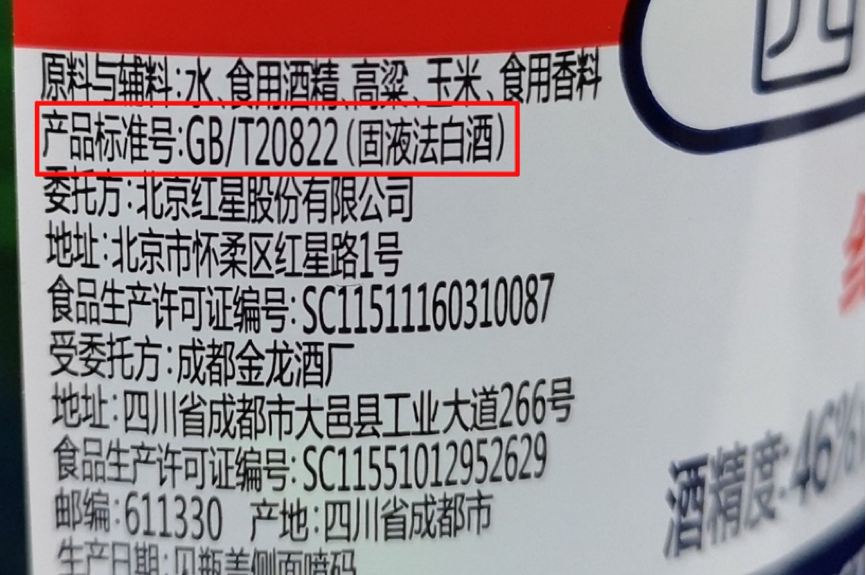 原料与辅料:水、食用酒精、高粱、玉米、食用香料
产品标准号:GB/T20822(固液法白酒)
委托方:北京红星股份有限公司
地址:北京市怀柔区红星路1号
食品生产许可证编号:SC11511160310087
受委托方:成都金龙酒厂
地址:四川省成都市大邑县工业大道266号
食品生产许可证编号:SC11551012952629
邮编:611330 产地:四川省成都市
生产日期:见瓶盖侧面喷码
酒精度:46%